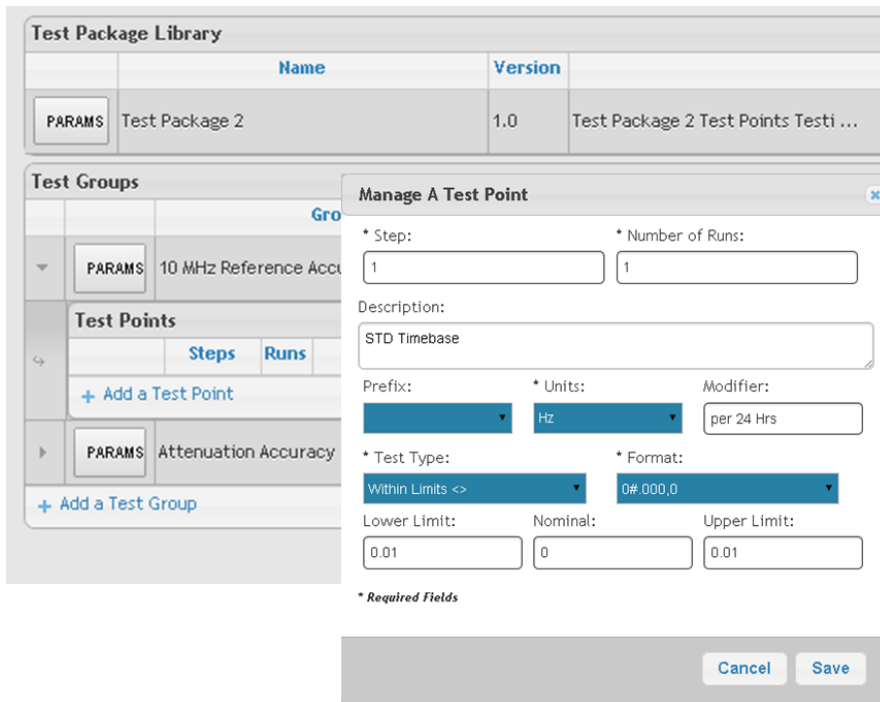 Test Package Library
Name Version
PARAMS Test Package 2 1.0 Test Package 2 Test Points Testi ...
Test Groups
Gro
PARAMS 10 MHz Reference Accu
Test Points
Steps Runs
+ Add a Test Point
PARAMS Attenuation Accuracy
+ Add a Test Group
Manage A Test Point
* Step: * Number of Runs:
1 1
Description:
STD Timebase
Prefix: * Units: Modifier:
Hz per 24 Hrs
* Test Type: * Format:
Within Limits <> 0#.000,0
Lower Limit: Nominal: Upper Limit:
0.01 0 0.01
* Required Fields
Cancel Save